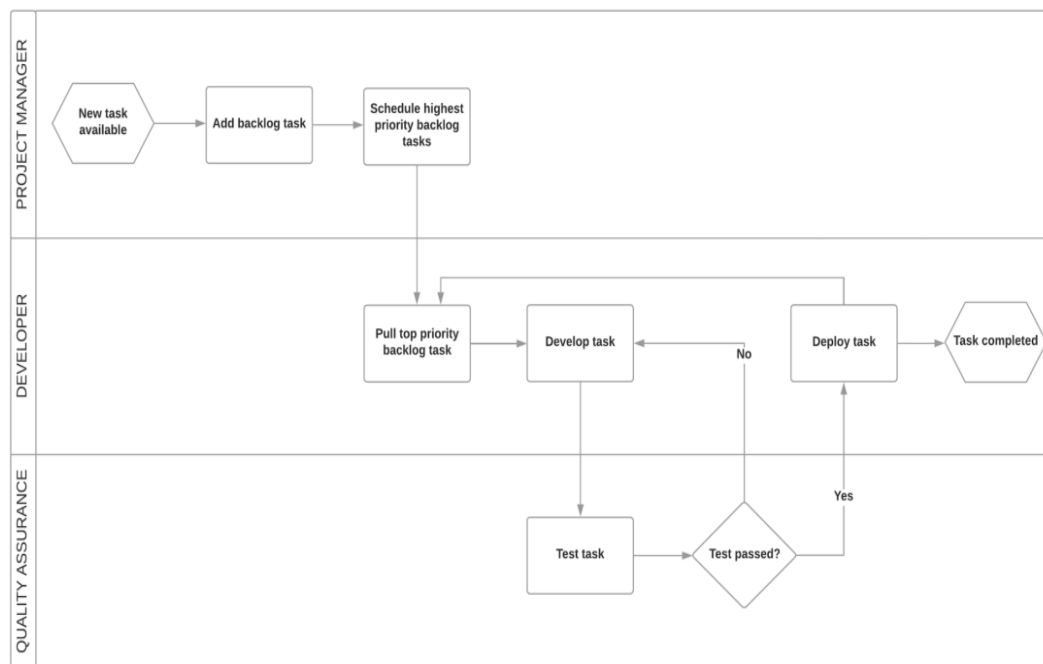 PROJECT MANAGER
New task
available
Add backlog task
Schedule highest
priority backlog
tasks
DEVELOPER
Pull top priority
backlog task
Develop task
No
Deploy task
Task completed
QUALITY ASSURANCE
Test task
Test passed?
Yes